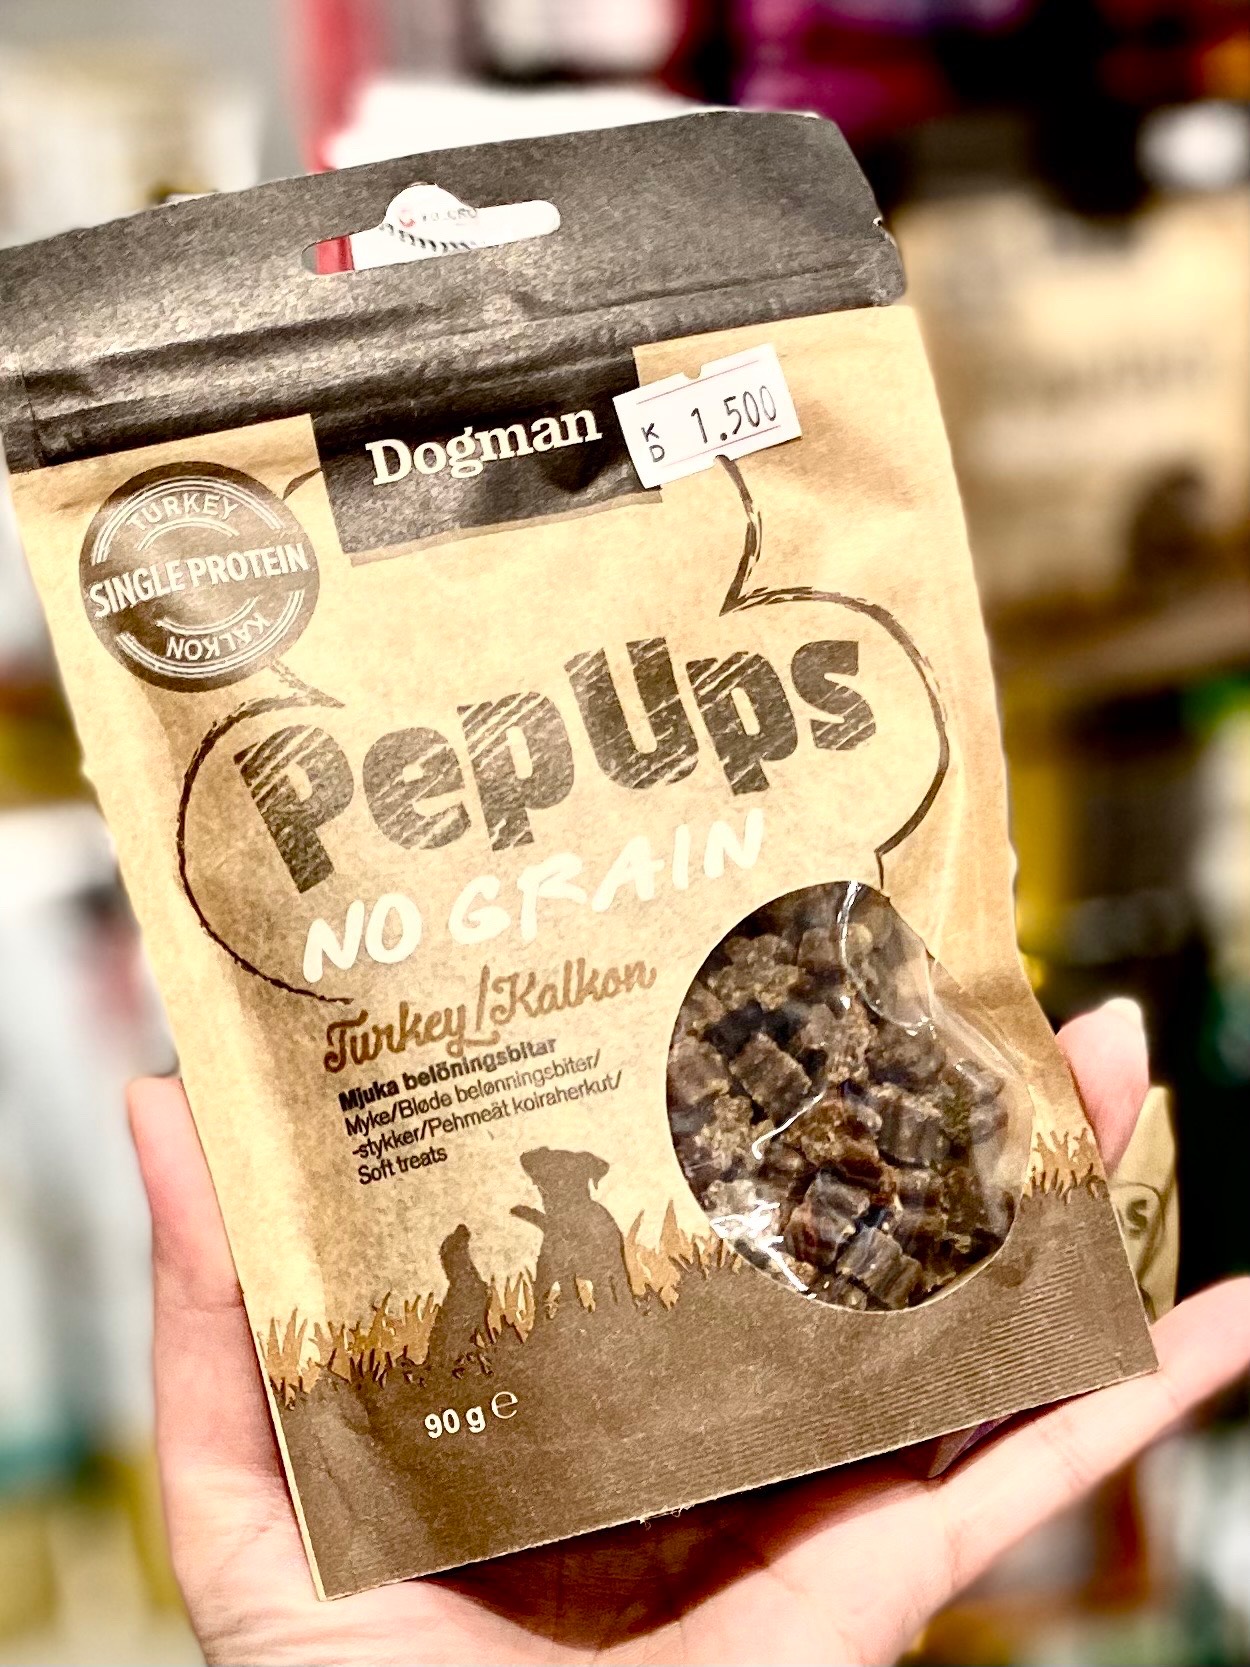 Dogman
KD 1.500
TURKEY
SINGLE PROTEIN
KALKON
PepUps
NO GRAIN
Turkey/Kalkon
Mjuka belöningsbitar
Myke/Bløde belønningsbiter/
-stykker/Pehmeät koiraherkut/
Soft treats
90 g ℮